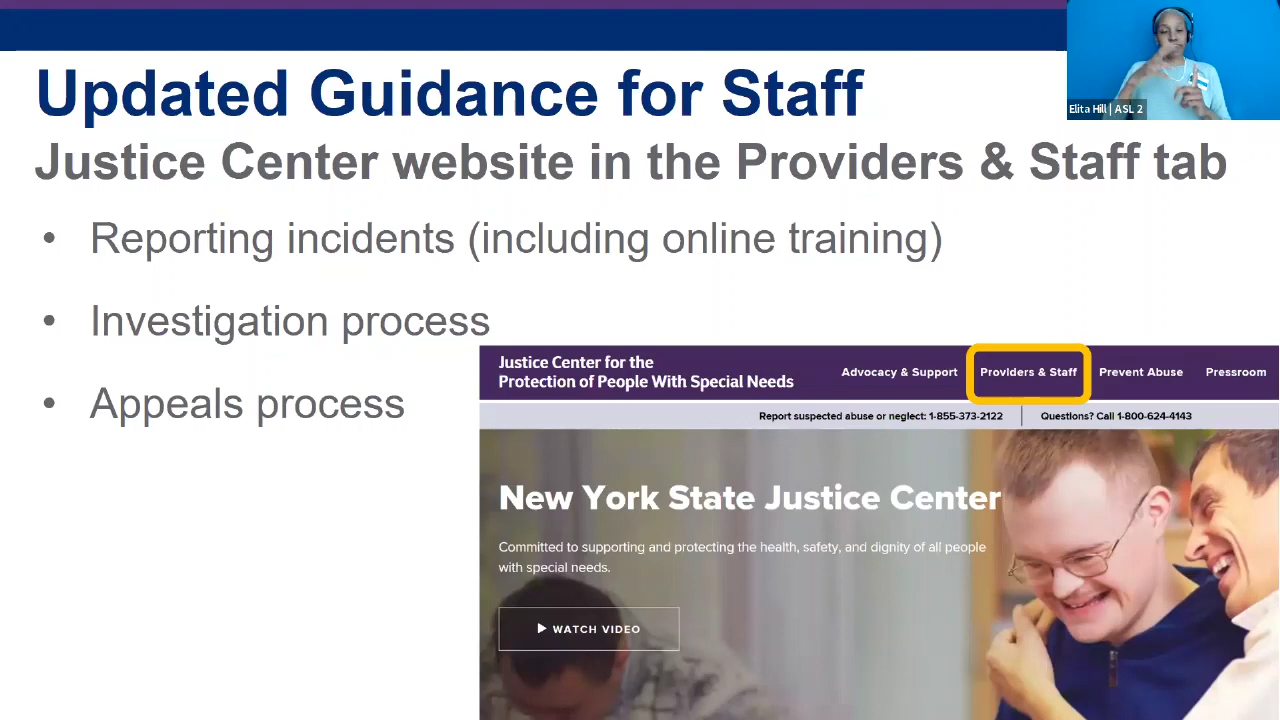 Updated Guidance for Staff
Elita Hill | ASL 2
Justice Center website in the Providers & Staff tab
• Reporting incidents (including online training)
• Investigation process
• Appeals process
Justice Center for the
Protection of People With Special Needs
Advocacy & Support
Providers & Staff
Prevent Abuse
Pressroom
Report suspected abuse or neglect: 1-855-373-2122
Questions? Call 1-800-624-4143
New York State Justice Center
Committed to supporting and protecting the health, safety, and dignity of all people
with special needs.
WATCH VIDEO